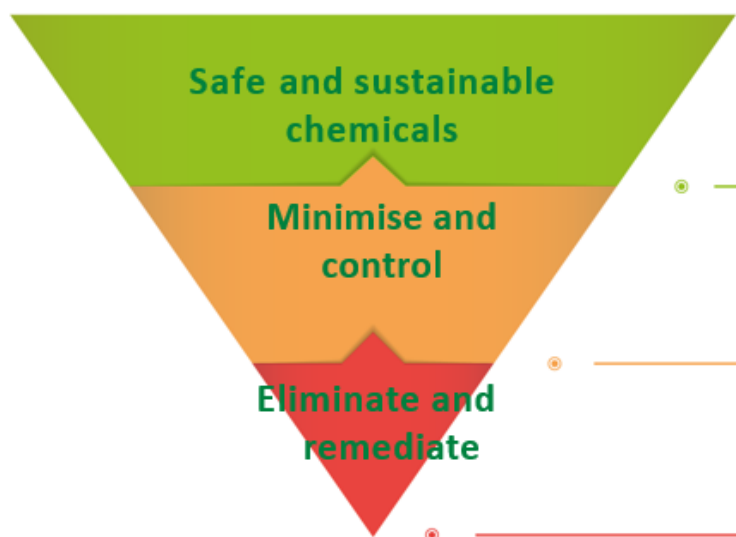 Safe and sustainable
chemicals
Minimise and
control
Eliminate and
remediate